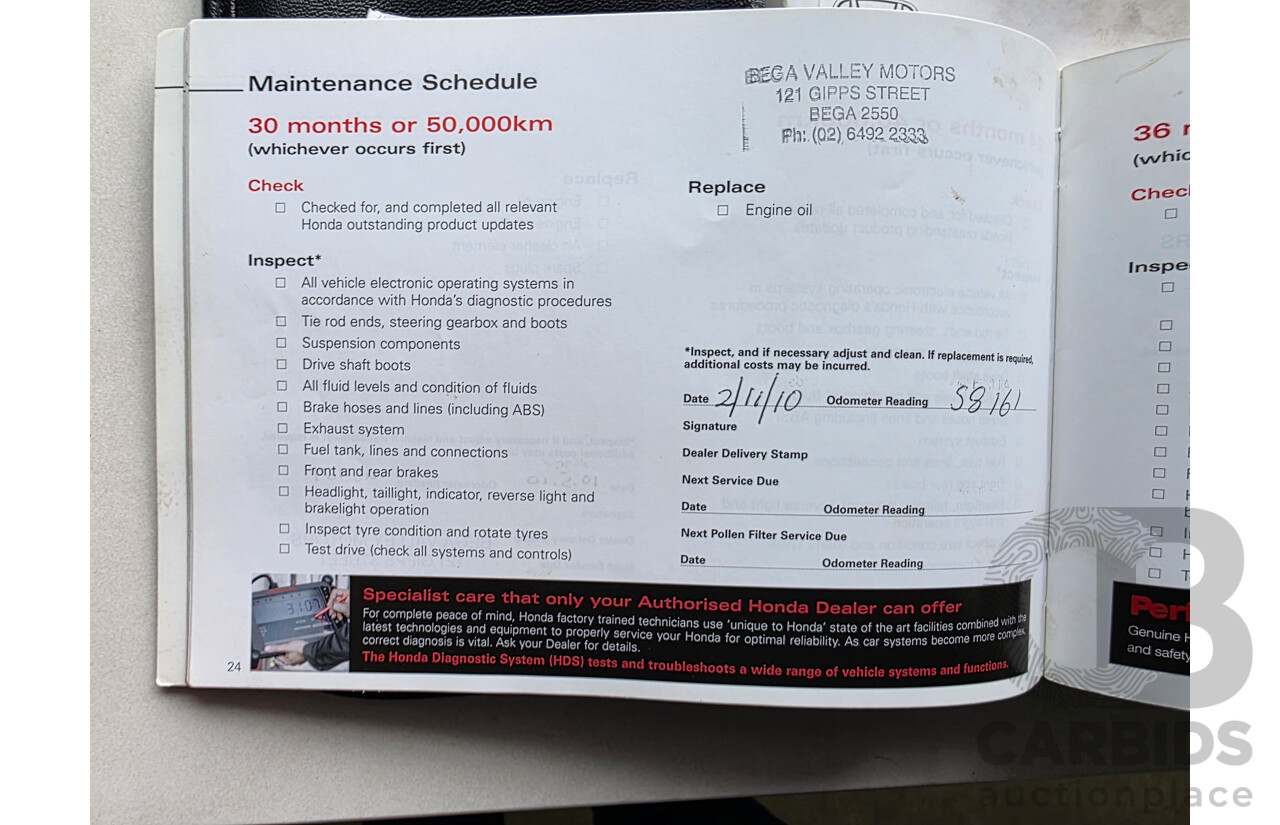 Maintenance Schedule
30 months or 50,000km
(whichever occurs first)
Check
Checked for, and completed all relevant
Honda outstanding product updates
Inspect*
All vehicle electronic operating systems in
accordance with Honda's diagnostic procedures
Tie rod ends, steering gearbox and boots
Suspension components
Drive shaft boots
All fluid levels and condition of fluids
Brake hoses and lines (including ABS)
Exhaust system
Fuel tank, lines and connections
Front and rear brakes
Headlight, taillight, indicator, reverse light and
brakelight operation
Inspect tyre condition and rotate tyres
Test drive (check all systems and controls)
BEGA VALLEY MOTORS
121 GIPPS STREET
BEGA 2550
Ph: (02) 6492 2333
Replace
Engine oil
*Inspect, and if necessary adjust and clean. If replacement is required,
additional costs may be incurred.
Date 2/11/10 Odometer Reading 58161
Signature
Dealer Delivery Stamp
Next Service Due
Date Odometer Reading
Next Pollen Filter Service Due
Date Odometer Reading
3107
Specialist care that only your Authorised Honda Dealer can offer
For complete peace of mind, Honda factory trained technicians use 'unique to Honda' state of the art facilities combined with the
latest technologies and equipment to properly service your Honda for optimal reliability. As car systems become more complex,
correct diagnosis is vital. Ask your Dealer for details.
The Honda Diagnostic System (HDS) tests and troubleshoots a wide range of vehicle systems and functions.
24
36
(whic
Chec
Inspe
Perf
Genuine H
and safety
CARBIDS
auctionplace